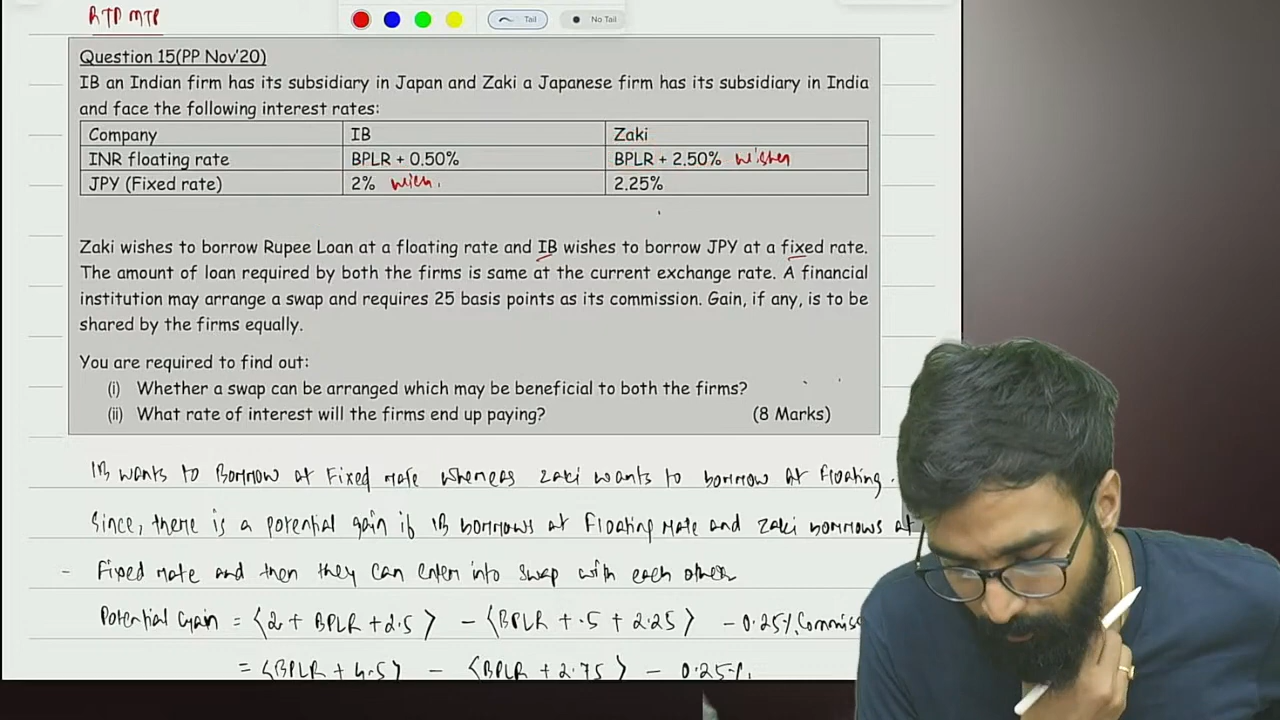 RTP MTP
Tail
No Tail
Question 15(PP Nov'20)
IB an Indian firm has its subsidiary in Japan and Zaki a Japanese firm has its subsidiary in India
and face the following interest rates:
Company IB Zaki
INR floating rate BPLR + 0.50% BPLR + 2.50% wishes
JPY (Fixed rate) 2% wish. 2.25%
Zaki wishes to borrow Rupee Loan at a floating rate and IB wishes to borrow JPY at a fixed rate.
The amount of loan required by both the firms is same at the current exchange rate. A financial
institution may arrange a swap and requires 25 basis points as its commission. Gain, if any, is to be
shared by the firms equally.
You are required to find out:
(i) Whether a swap can be arranged which may be beneficial to both the firms?
(ii) What rate of interest will the firms end up paying? (8 Marks)
IB wants to Borrow at Fixed rate whereas Zaki wants to borrow at Floating.
Since, there is a potential gain if IB borrows at Floating rate and Zaki borrows at
- Fixed rate and then they can enter into swap with each other
Potential Gain = (2 + BPLR + 2.5) - (BPLR + .5 + 2.25) - 0.25% Commiss
= (BPLR + 4.5) - (BPLR + 2.75) - 0.25%